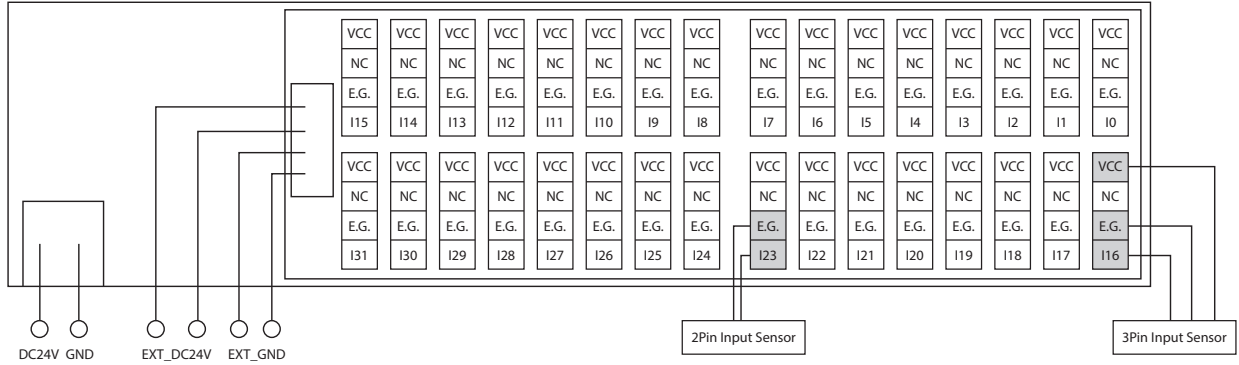 VCC VCC VCC VCC VCC VCC VCC VCC VCC VCC VCC VCC VCC VCC VCC VCC
NC NC NC NC NC NC NC NC NC NC NC NC NC NC NC NC
E.G. E.G. E.G. E.G. E.G. E.G. E.G. E.G. E.G. E.G. E.G. E.G. E.G. E.G. E.G. E.G.
I15 I14 I13 I12 I11 I10 I9 I8 I7 I6 I5 I4 I3 I2 I1 I0
VCC VCC VCC VCC VCC VCC VCC VCC VCC VCC VCC VCC VCC VCC VCC VCC
NC NC NC NC NC NC NC NC NC NC NC NC NC NC NC NC
E.G. E.G. E.G. E.G. E.G. E.G. E.G. E.G. E.G. E.G. E.G. E.G. E.G. E.G. E.G. E.G.
I31 I30 I29 I28 I27 I26 I25 I24 I23 I22 I21 I20 I19 I18 I17 I16
2Pin Input Sensor 3Pin Input Sensor
DC24V GND EXT_DC24V EXT_GND